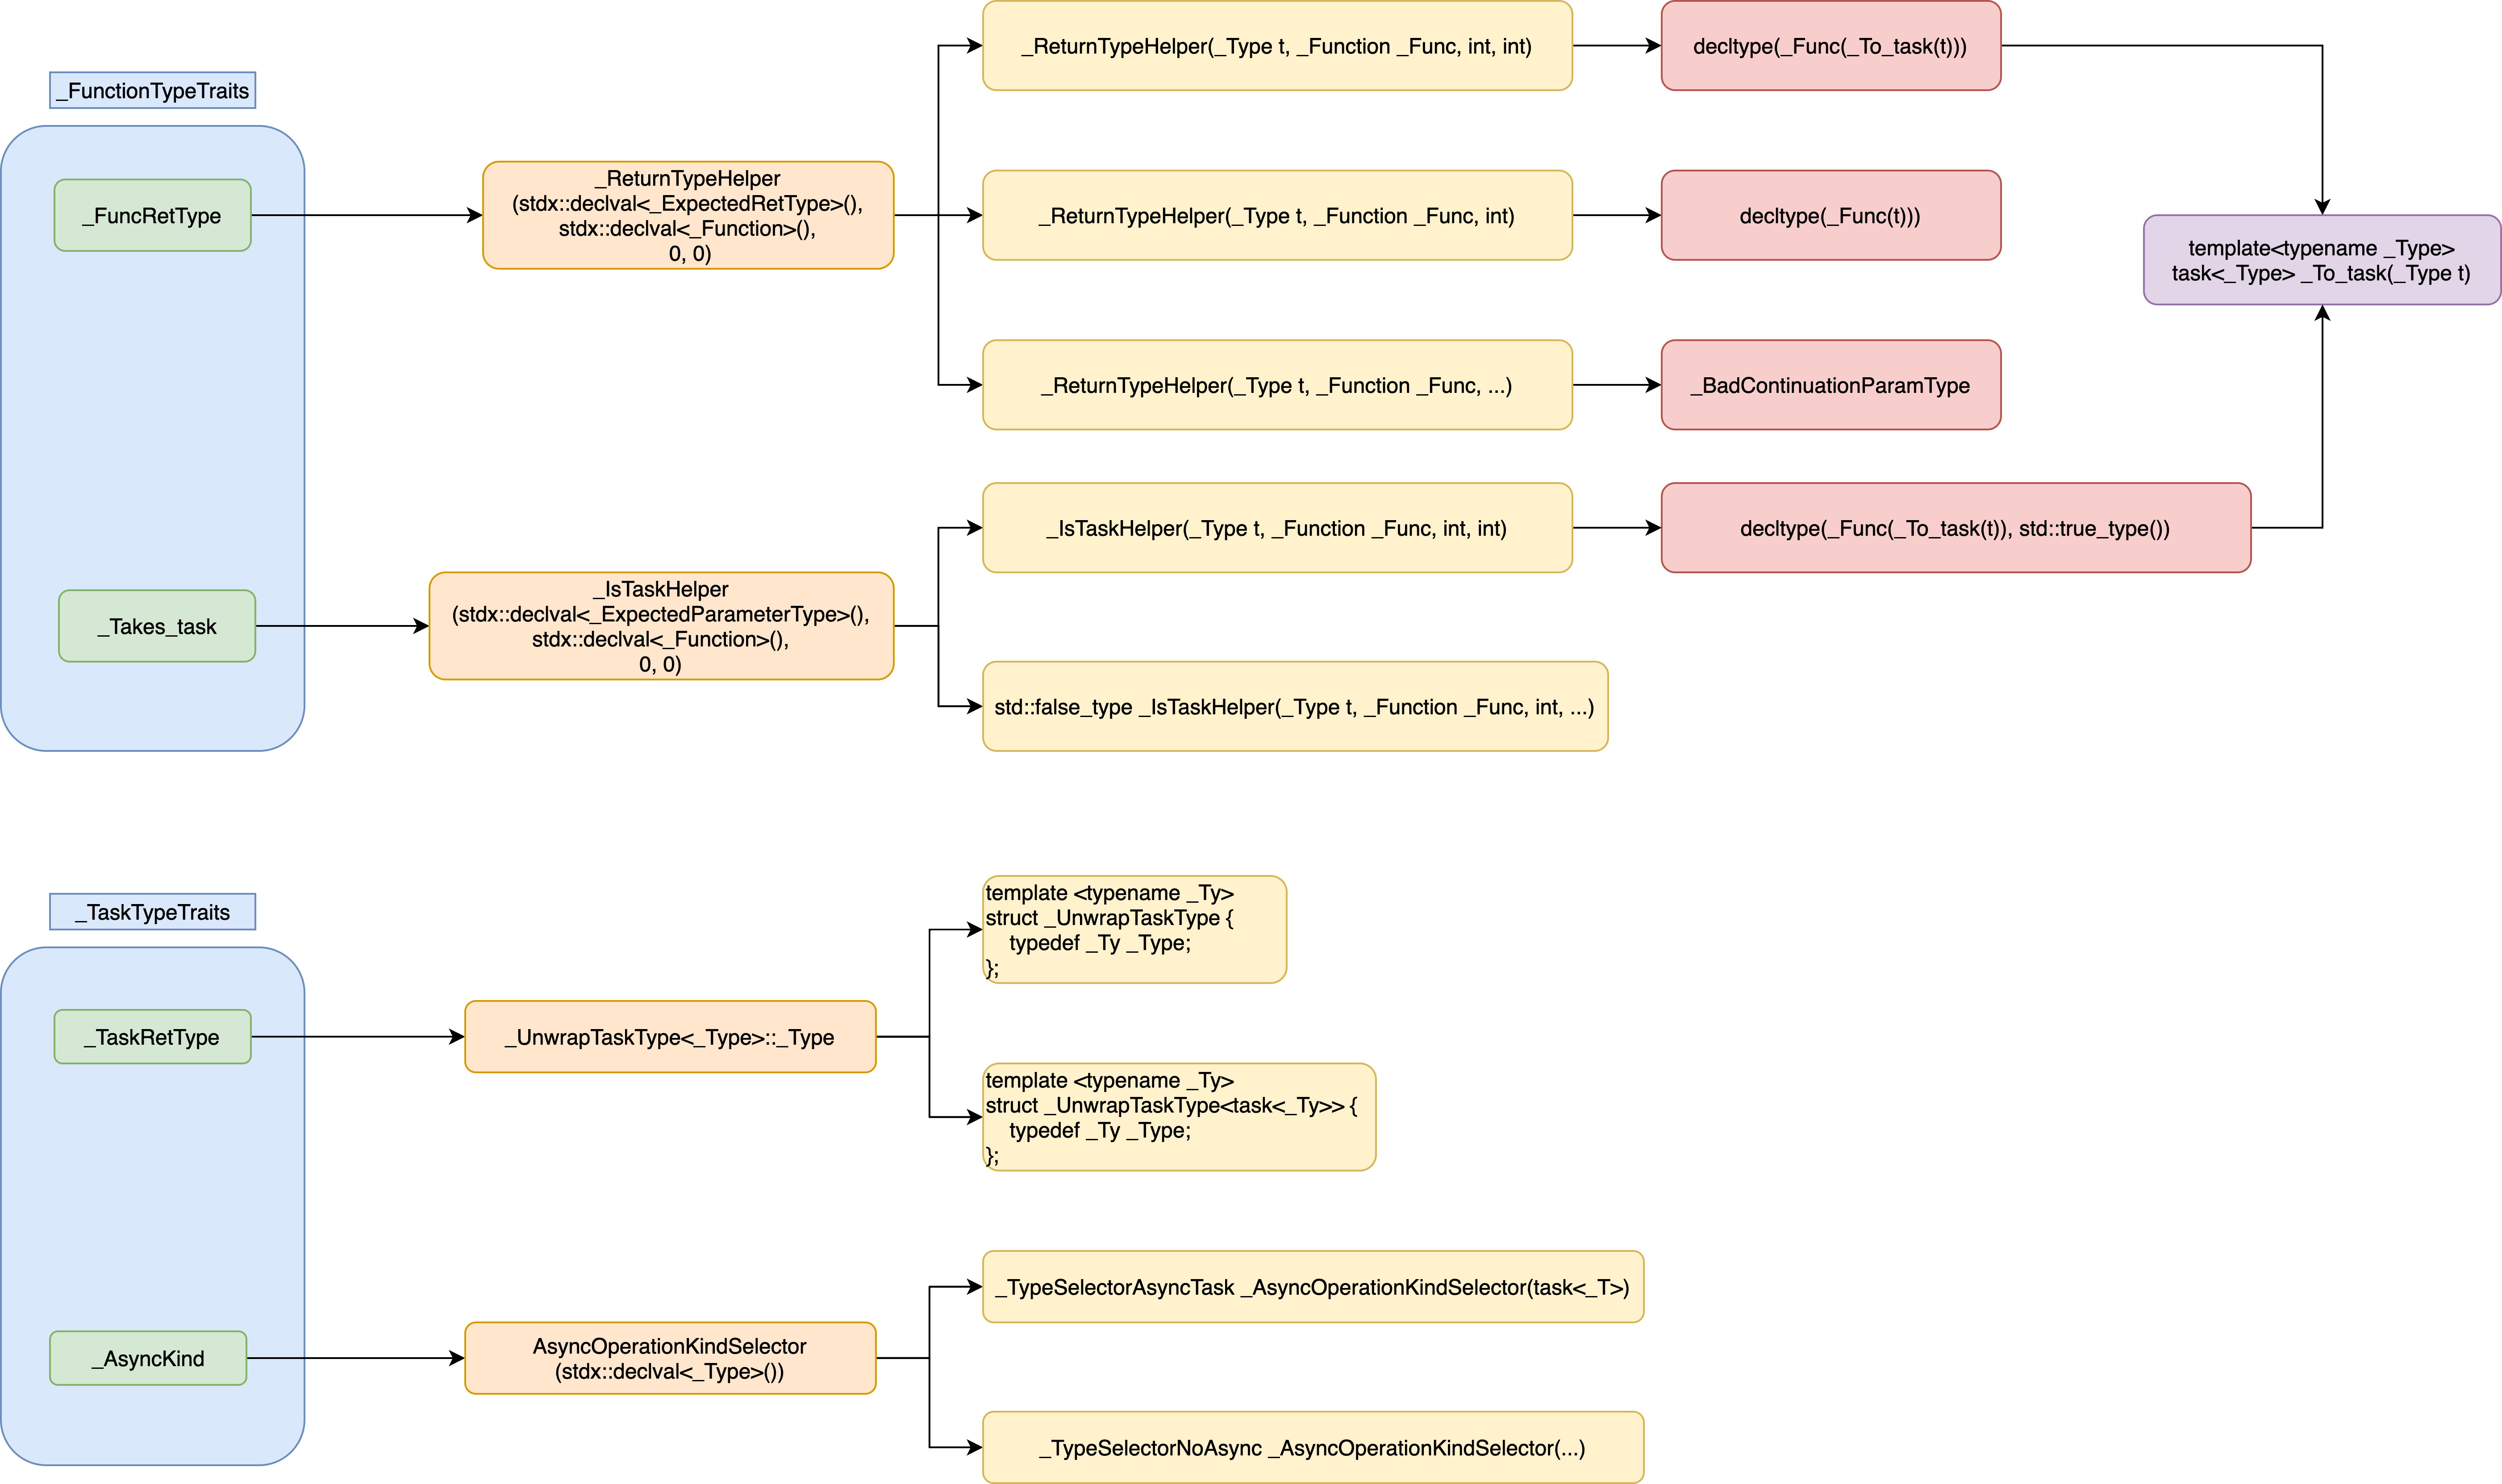 _FunctionTypeTraits
_FuncRetType
_ReturnTypeHelper
(stdx::declval<_ExpectedRetType>(),
stdx::declval<_Function>(),
0, 0)
_ReturnTypeHelper(_Type t, _Function _Func, int, int)
decltype(_Func(_To_task(t)))
_ReturnTypeHelper(_Type t, _Function _Func, int)
decltype(_Func(t)))
_ReturnTypeHelper(_Type t, _Function _Func, ...)
_BadContinuationParamType
template<typename _Type>
task<_Type> _To_task(_Type t)
_Takes_task
_IsTaskHelper
(stdx::declval<_ExpectedParameterType>(),
stdx::declval<_Function>(),
0, 0)
_IsTaskHelper(_Type t, _Function _Func, int, int)
decltype(_Func(_To_task(t)), std::true_type())
std::false_type _IsTaskHelper(_Type t, _Function _Func, int, ...)
_TaskTypeTraits
_TaskRetType
_UnwrapTaskType<_Type>::_Type
template <typename _Ty>
struct _UnwrapTaskType {
    typedef _Ty _Type;
};
template <typename _Ty>
struct _UnwrapTaskType<task<_Ty>> {
    typedef _Ty _Type;
};
_AsyncKind
AsyncOperationKindSelector
(stdx::declval<_Type>())
_TypeSelectorAsyncTask _AsyncOperationKindSelector(task<_T>)
_TypeSelectorNoAsync _AsyncOperationKindSelector(...)